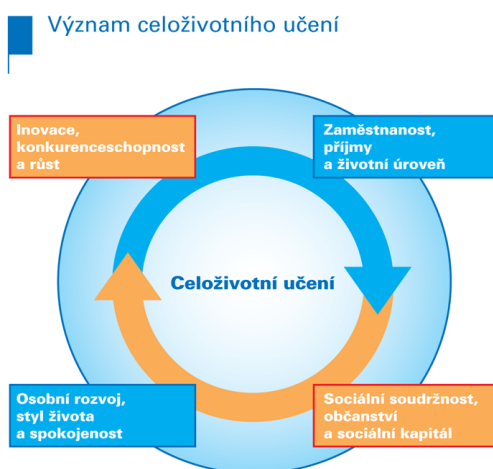 Význam celoživotního učení
Inovace,
konkurenceschopnost
a růst
Zaměstnanost,
příjmy
a životní úroveň
Celoživotní učení
Osobní rozvoj,
styl života
a spokojenost
Sociální soudržnost,
občanství
a sociální kapitál